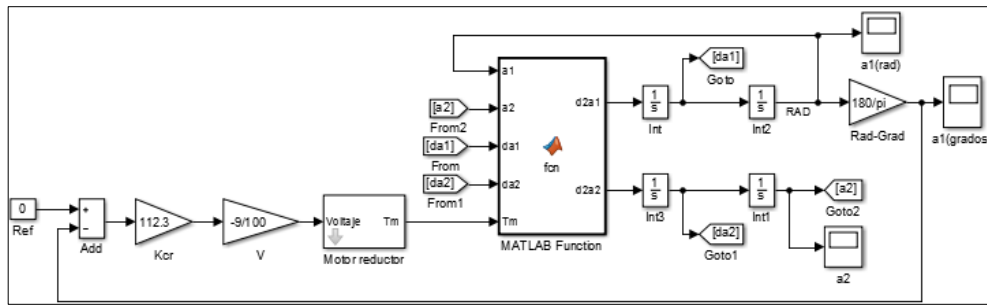 a1
a2
da1
da2
Tm
d2a1
d2a2
fcn
MATLAB Function
[a2]
From2
[da1]
From
[da2]
From1
0
Ref
+
−
Add
112.3
Kcr
-9/100
V
Voltaje
Tm
Motor reductor
1
s
Int
[da1]
Goto
1
s
Int2
RAD
180/pi
Rad-Grad
a1(rad)
a1(grados
1
s
Int3
[da2]
Goto1
1
s
Int1
[a2]
Goto2
a2